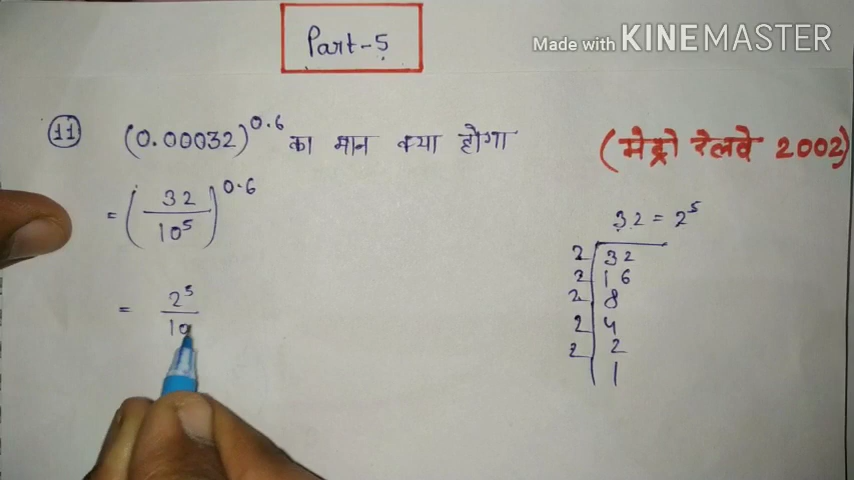 Part-5
Made with KINEMASTER
(11) (0.00032)^0.6 का मान क्या होगा (मेट्रो रेलवे 2002)
= (32/10^5)^0.6
32 = 2^5
2 | 32
2 | 16
2 | 8
2 | 4
2 | 2
| 1
= 2^5/10